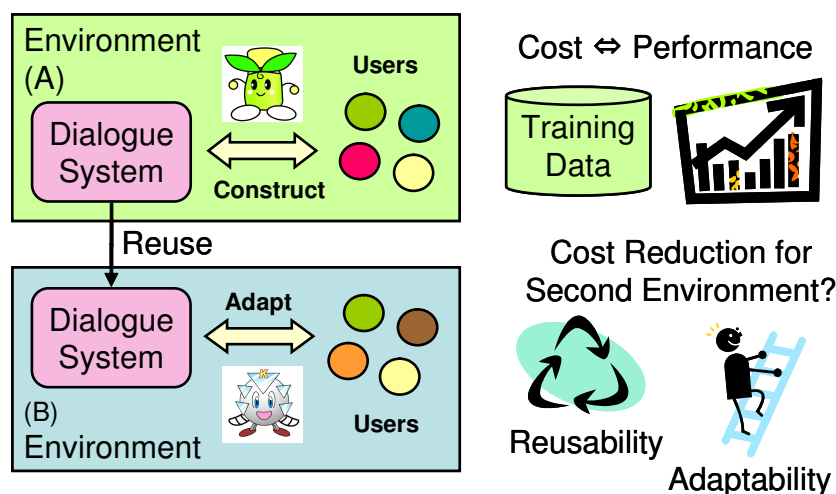 Environment
(A)
Users
Dialogue
System
Construct
Reuse
Dialogue
System
Adapt
K
Users
(B)
Environment
Cost ⇔ Performance
Training
Data
Cost Reduction for
Second Environment?
Reusability
Adaptability